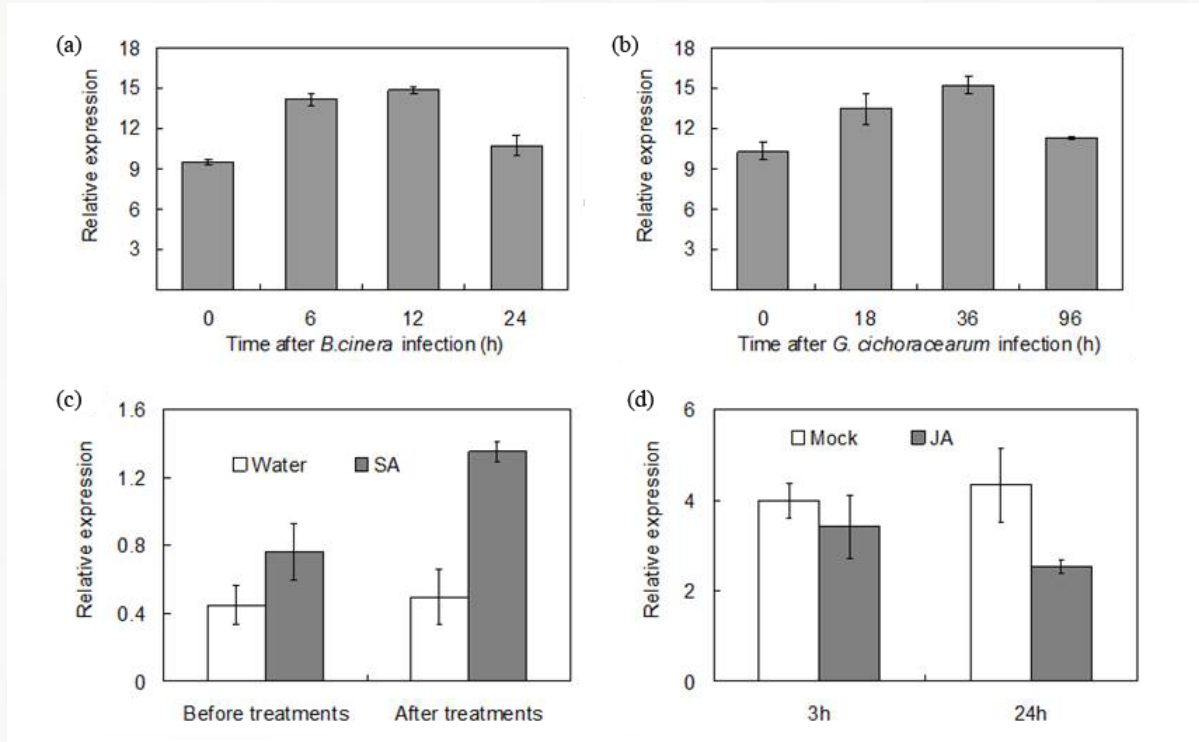 (a)
18
15
12
9
6
3
Relative expression
0 6 12 24
Time after B.cinera infection (h)
(b)
18
15
12
9
6
3
Relative expression
0 18 36 96
Time after G. cichoracearum infection (h)
(c)
1.6
1.2
0.8
0.4
0
Relative expression
Water SA
Before treatments After treatments
(d)
6
4
2
0
Relative expression
Mock JA
3h 24h